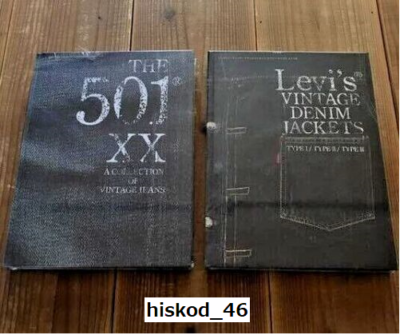 THE
501®
XX
A COLLECTION
OF
VINTAGE JEANS
Levi's®
VINTAGE
DENIM
JACKETS
TYPE I / TYPE II / TYPE III
hiskod_46